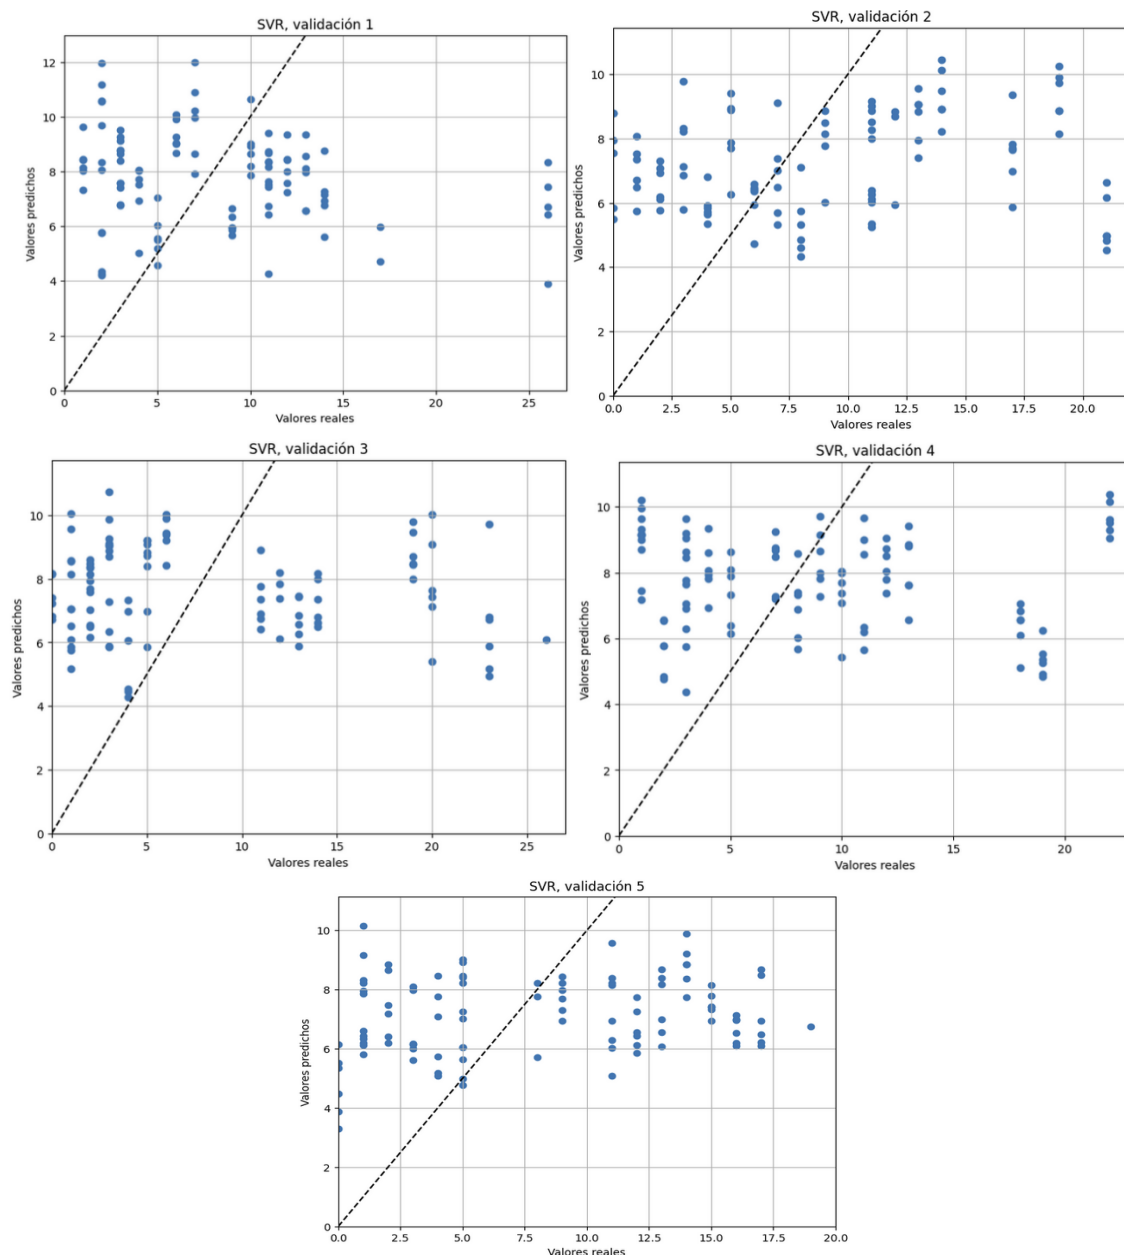 SVR, validación 1
Valores predichos
12
10
8
6
4
2
0
0 5 10 15 20 25
Valores reales
SVR, validación 2
Valores predichos
10
8
6
4
2
0
0.0 2.5 5.0 7.5 10.0 12.5 15.0 17.5 20.0
Valores reales
SVR, validación 3
Valores predichos
10
8
6
4
2
0
0 5 10 15 20 25
Valores reales
SVR, validación 4
Valores predichos
10
8
6
4
2
0
0 5 10 15 20
Valores reales
SVR, validación 5
Valores predichos
10
8
6
4
2
0
0.0 2.5 5.0 7.5 10.0 12.5 15.0 17.5 20.0
Valores reales